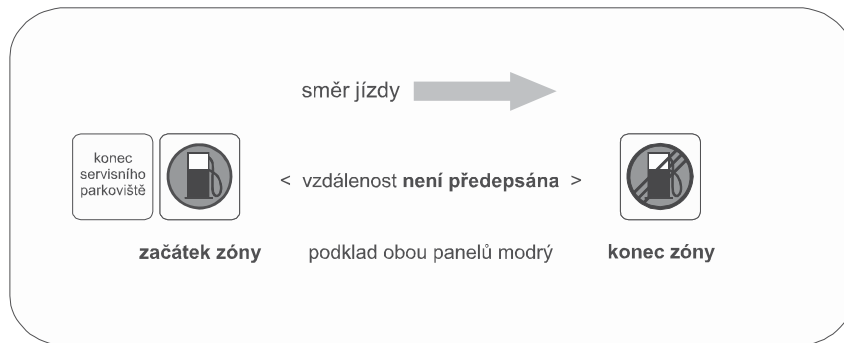 směr jízdy
konec
servisního
parkoviště
< vzdálenost není předepsána >
začátek zóny
podklad obou panelů modrý
konec zóny